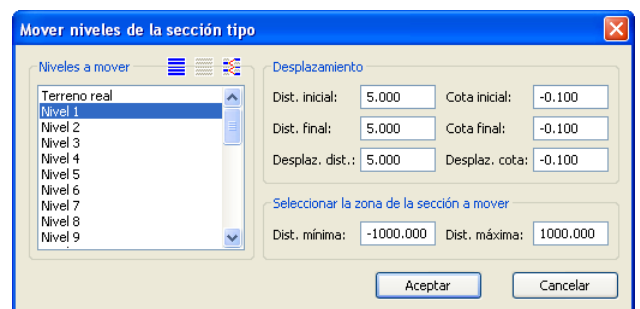 Mover niveles de la sección tipo
Niveles a mover
Terreno real
Nivel 1
Nivel 2
Nivel 3
Nivel 4
Nivel 5
Nivel 6
Nivel 7
Nivel 8
Nivel 9
Desplazamiento
Dist. inicial: 5.000 Cota inicial: -0.100
Dist. final: 5.000 Cota final: -0.100
Desplaz. dist.: 5.000 Desplaz. cota: -0.100
Seleccionar la zona de la sección a mover
Dist. mínima: -1000.000 Dist. máxima: 1000.000
Aceptar Cancelar